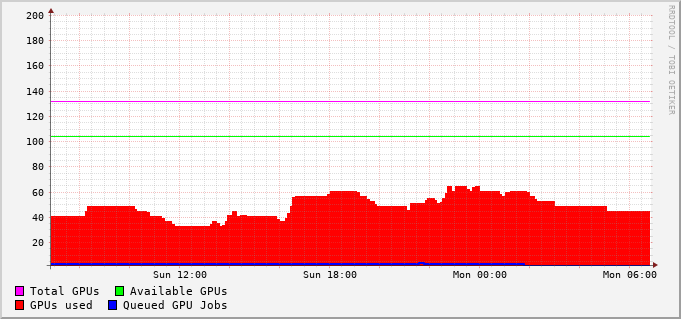 RRDTOOL / TOBI OETIKER
200
180
160
140
120
100
80
60
40
20
Sun 12:00 Sun 18:00 Mon 00:00 Mon 06:00
Total GPUs Available GPUs
GPUs used Queued GPU Jobs